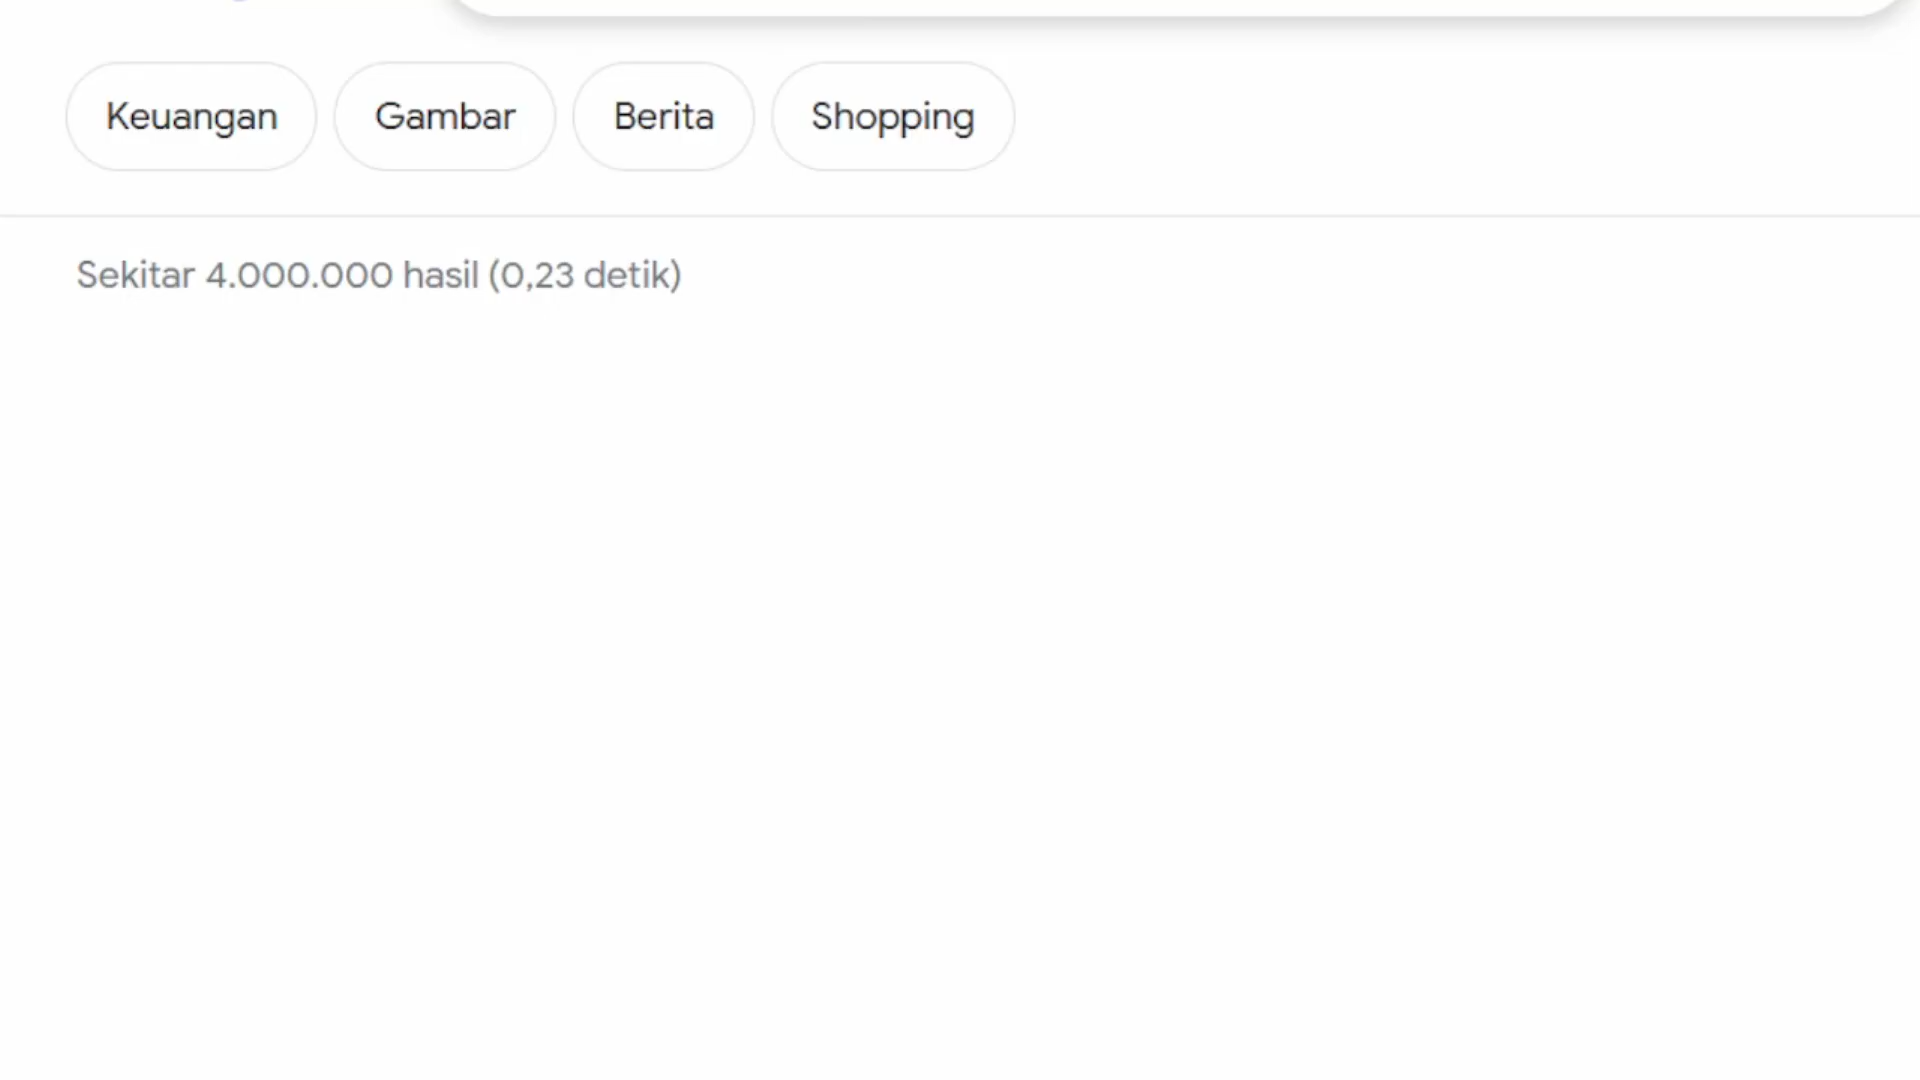 Keuangan Gambar Berita Shopping
Sekitar 4.000.000 hasil (0,23 detik)